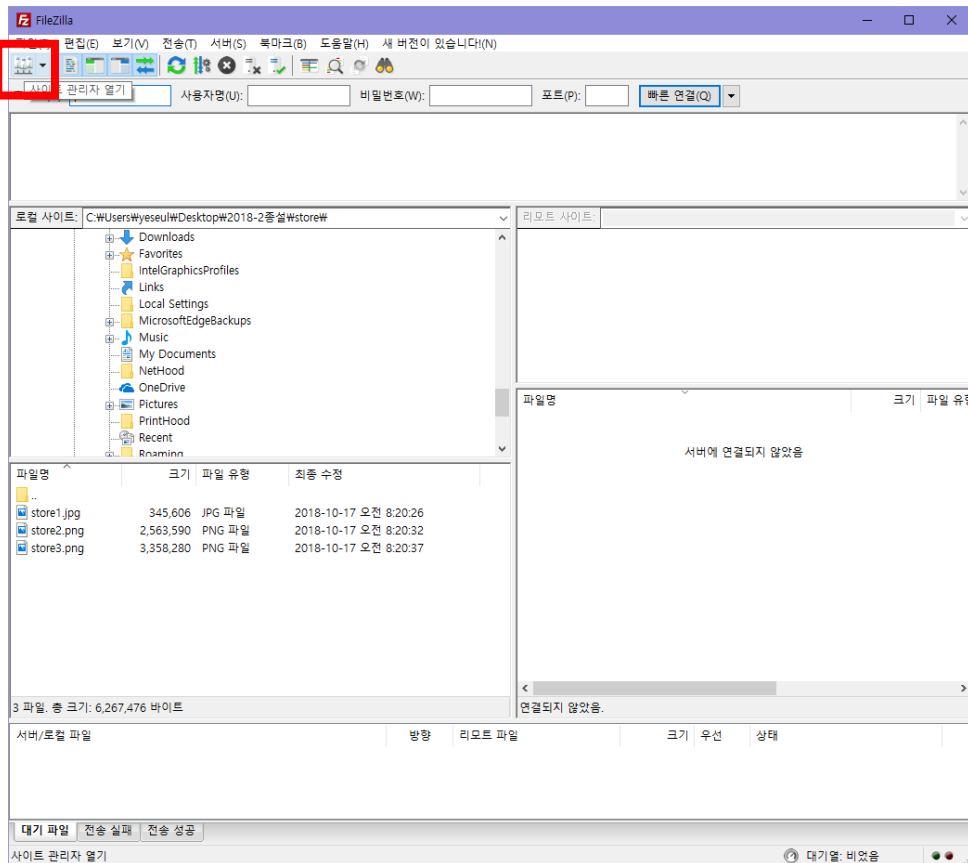 FileZilla
편집(E) 보기(V) 전송(T) 서버(S) 북마크(B) 도움말(H) 새 버전이 있습니다!(N)
사이트 관리자 열기
사용자명(U): 비밀번호(W): 포트(P): 빠른 연결(Q)
로컬 사이트: C:₩Users₩yeseul₩Desktop₩2018-2종설₩store₩
리모트 사이트:
Downloads
Favorites
IntelGraphicsProfiles
Links
Local Settings
MicrosoftEdgeBackups
Music
My Documents
NetHood
OneDrive
Pictures
PrintHood
Recent
Roaming
파일명 크기 파일 유형 최종 수정
..
store1.jpg 345,606 JPG 파일 2018-10-17 오전 8:20:26
store2.png 2,563,590 PNG 파일 2018-10-17 오전 8:20:32
store3.png 3,358,280 PNG 파일 2018-10-17 오전 8:20:37
3 파일. 총 크기: 6,267,476 바이트
파일명 크기 파일 유형
서버에 연결되지 않았음
연결되지 않았음.
서버/로컬 파일 방향 리모트 파일 크기 우선 상태
대기 파일 전송 실패 전송 성공
사이트 관리자 열기 대기열: 비었음